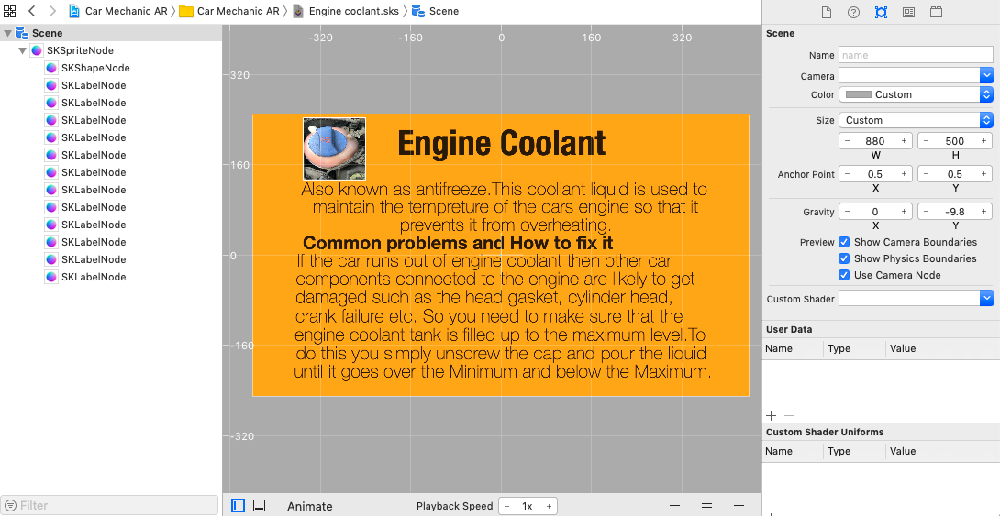 Car Mechanic AR
Car Mechanic AR
Engine coolant.sks
Scene
Scene
SKSpriteNode
SKShapeNode
SKLabelNode
SKLabelNode
SKLabelNode
SKLabelNode
SKLabelNode
SKLabelNode
SKLabelNode
SKLabelNode
SKLabelNode
SKLabelNode
SKLabelNode
SKLabelNode
Filter
-320 -160 0 160 320
320
160
0
-160
-320
Engine Coolant
Also known as antifreeze.This cooliant liquid is used to
maintain the tempreture of the cars engine so that it
prevents it from overheating.
Common problems and How to fix it
If the car runs out of engine coolant then other car
components connected to the engine are likely to get
damaged such as the head gasket, cylinder head,
crank failure etc. So you need to make sure that the
engine coolant tank is filled up to the maximum level.To
do this you simply unscrew the cap and pour the liquid
until it goes over the Minimum and below the Maximum.
Animate
Playback Speed − 1x +
Scene
Name name
Camera
Color Custom
Size Custom
− 880 + − 500 +
W H
Anchor Point − 0.5 + − 0.5 +
X Y
Gravity − 0 + − -9.8 +
X Y
Preview Show Camera Boundaries
Show Physics Boundaries
Use Camera Node
Custom Shader
User Data
Name Type Value
+ −
Custom Shader Uniforms
Name Type Value